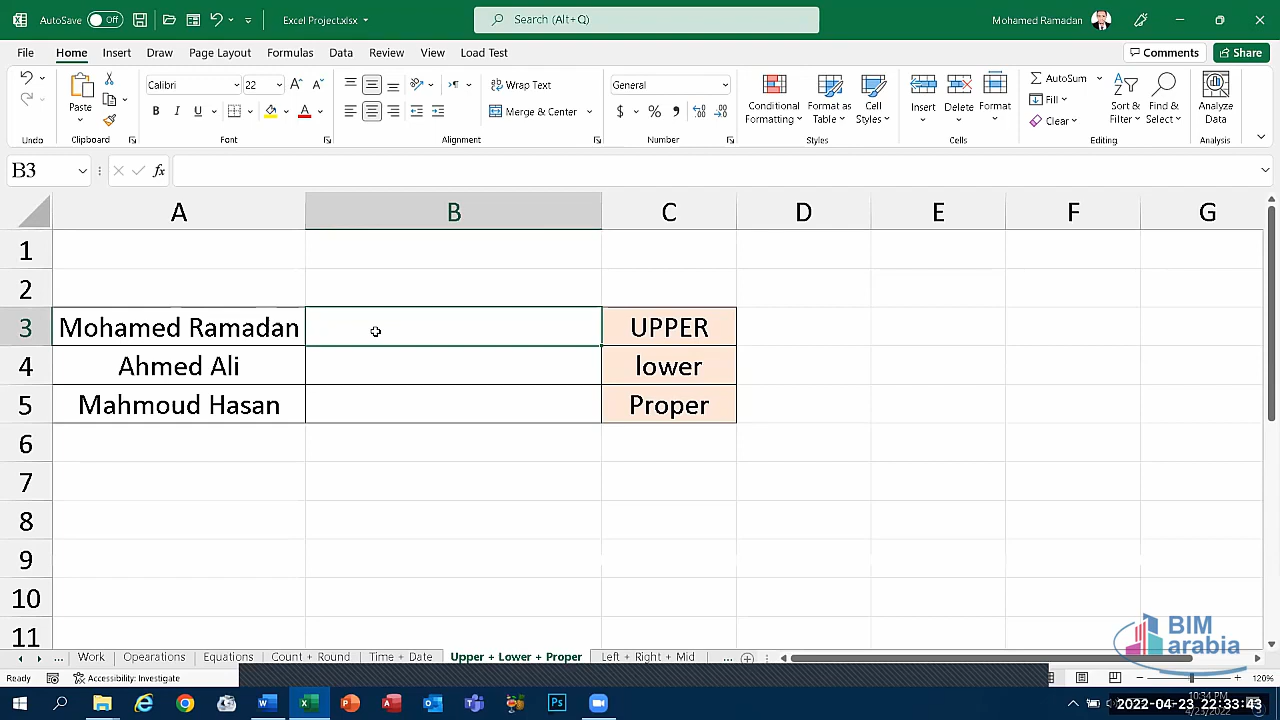 AutoSave Off Excel Project.xlsx Search (Alt+Q) Mohamed Ramadan
File Home Insert Draw Page Layout Formulas Data Review View Load Test Comments Share
Calibri 22 Wrap Text General AutoSum
Paste B I U Merge & Center $ % Conditional Formatting Format as Table Cell Styles Insert Delete Format Fill Clear Sort & Filter Find & Select Analyze Data
Undo Clipboard Font Alignment Number Styles Cells Editing Analysis
B3 fx
A B C D E F G
1
2
3 Mohamed Ramadan UPPER
4 Ahmed Ali lower
5 Mahmoud Hasan Proper
6
7
8
9
10
11
BIM
arabia
... Work Operations Equations Count + Round Time + Date Upper + Lower + Proper Left + Right + Mid ...
Ready Accessibility: Investigate 120%
2022-04-23 22:33:43